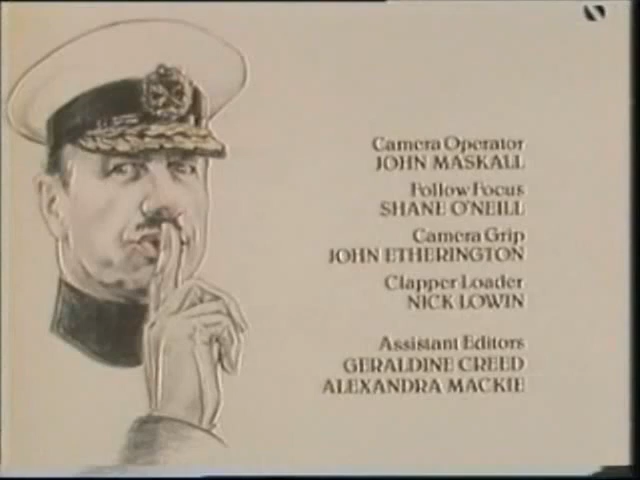 Camera Operator
JOHN MASKALL
Follow Focus
SHANE O'NEILL
Camera Grip
JOHN ETHERINGTON
Clapper Loader
NICK LOWIN
Assistant Editors
GERALDINE CREED
ALEXANDRA MACKIE